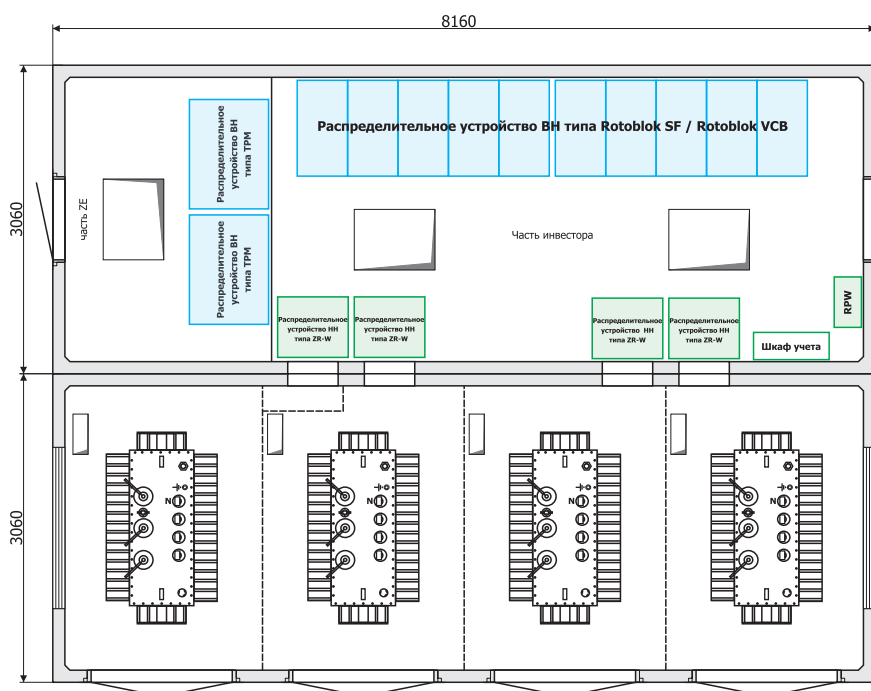 8160
3060
3060
часть ZE
Распределительное
устройство ВН
типа TPM
Распределительное
устройство ВН
типа TPM
Распределительное устройство ВН типа Rotoblok SF / Rotoblok VCB
Часть инвестора
Распределительное
устройство НН
типа ZR-W
Распределительное
устройство НН
типа ZR-W
Распределительное
устройство НН
типа ZR-W
Распределительное
устройство НН
типа ZR-W
RPW
Шкаф учета
N
N
N
N